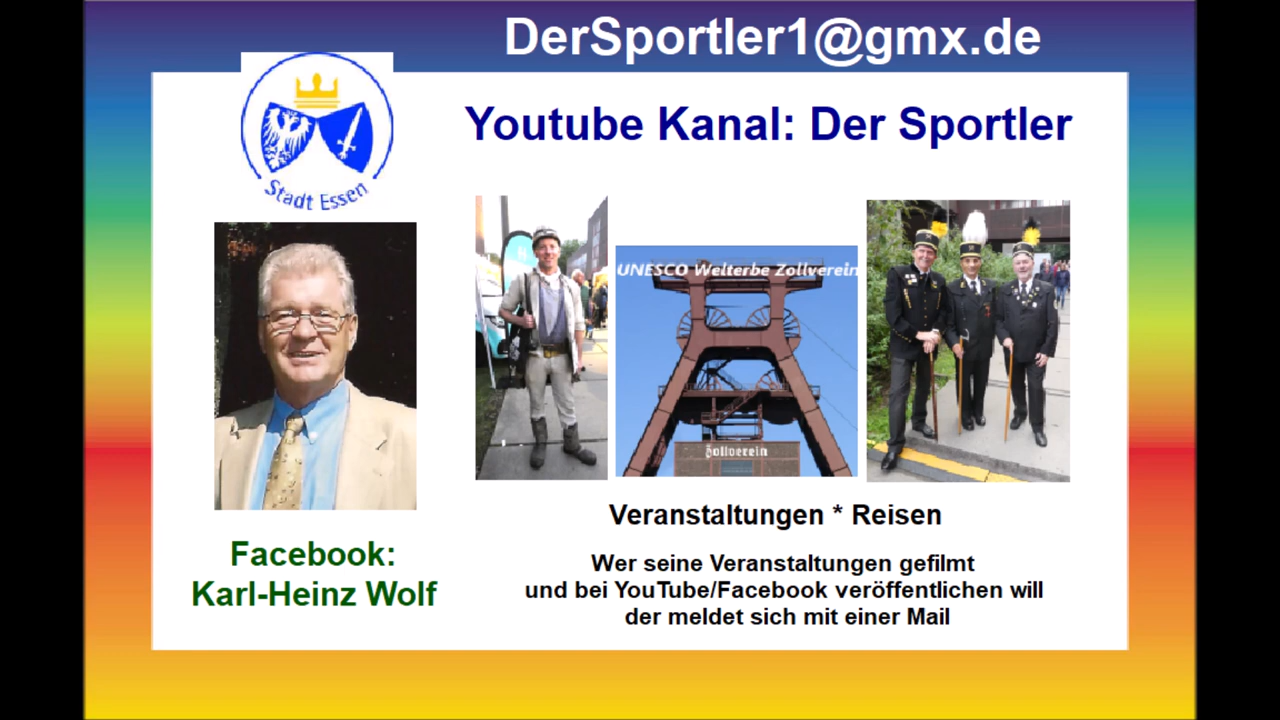 DerSportler1@gmx.de
Youtube Kanal: Der Sportler
Stadt Essen
UNESCO Welterbe Zollverein
Zollverein
Veranstaltungen * Reisen
Facebook:
Karl-Heinz Wolf
Wer seine Veranstaltungen gefilmt
und bei YouTube/Facebook veröffentlichen will
der meldet sich mit einer Mail